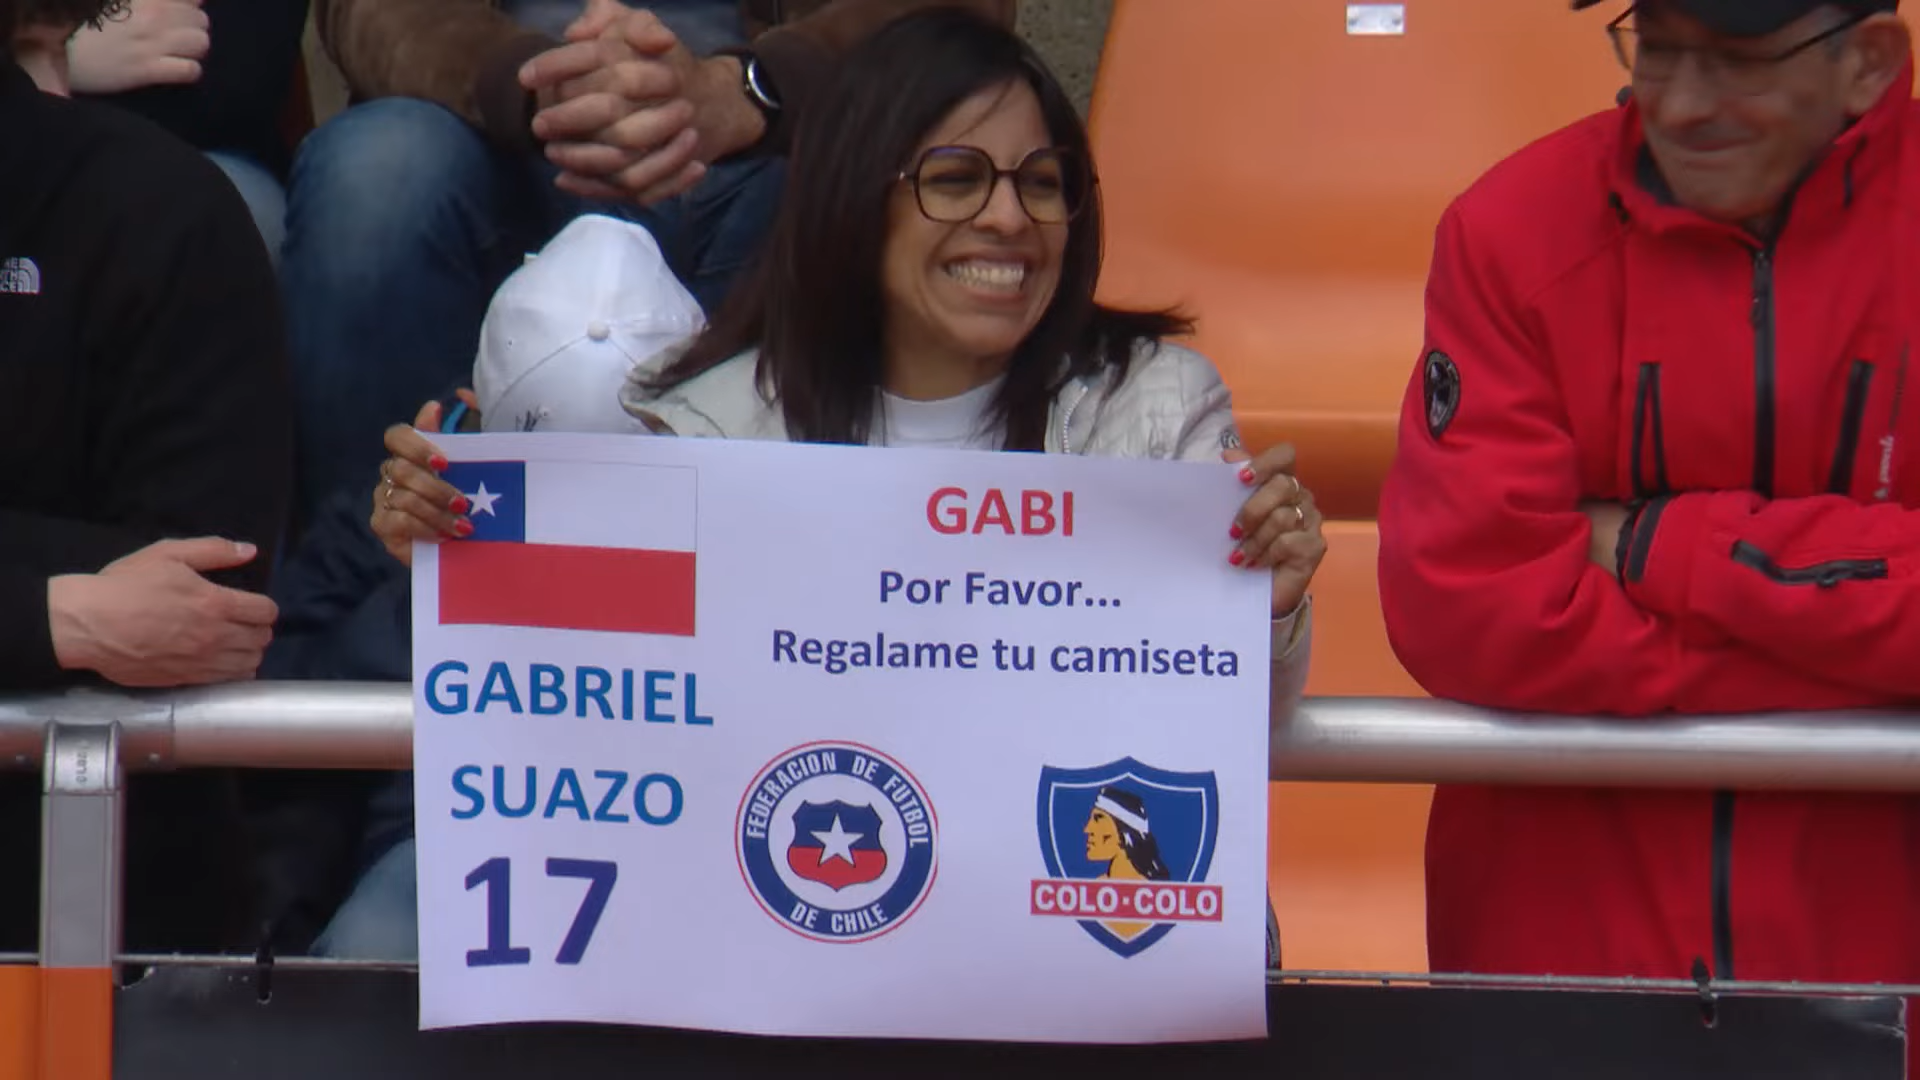 GABI
Por Favor...
Regalame tu camiseta
GABRIEL
SUAZO
17
FEDERACION DE FUTBOL
DE CHILE
COLO·COLO